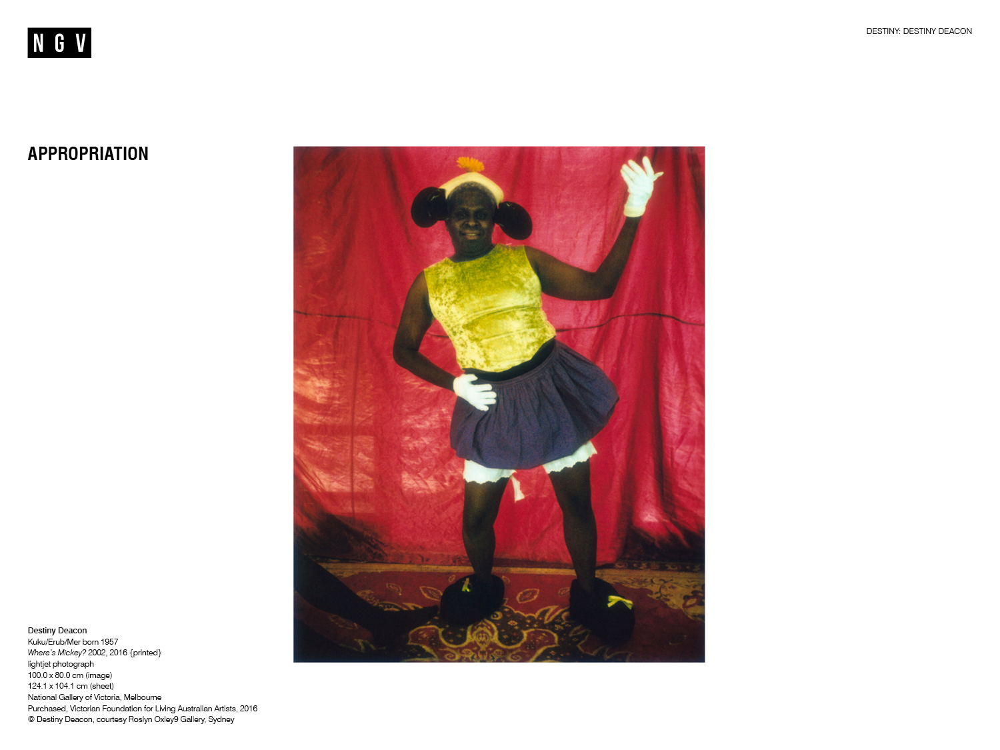 NGV
DESTINY: DESTINY DEACON
APPROPRIATION
Destiny Deacon
Kuku/Erub/Mer born 1957
Where's Mickey? 2002, 2016 {printed}
lightjet photograph
100.0 x 80.0 cm (image)
124.1 x 104.1 cm (sheet)
National Gallery of Victoria, Melbourne
Purchased, Victorian Foundation for Living Australian Artists, 2016
© Destiny Deacon, courtesy Roslyn Oxley9 Gallery, Sydney